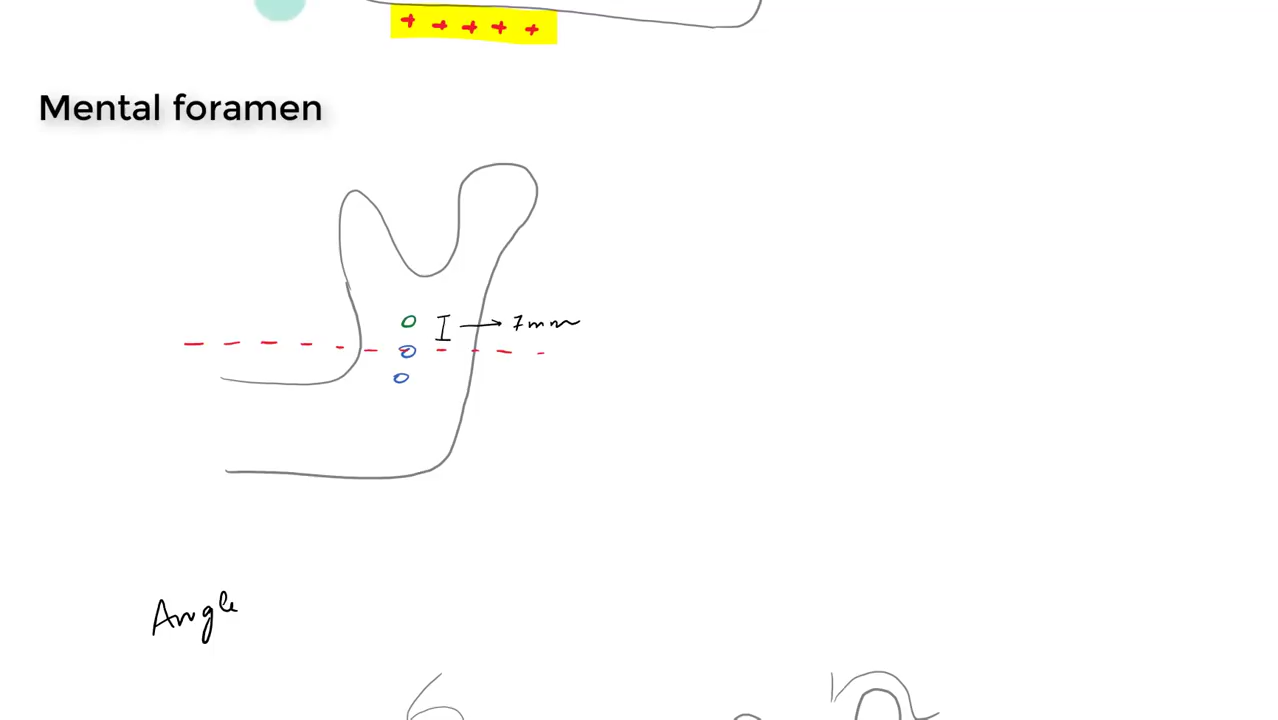 + + + + +
Mental foramen
7mm
Angle